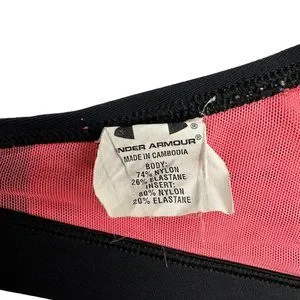 UNDER ARMOUR®
MADE IN CAMBODIA
BODY:
74% NYLON
26% ELASTANE
INSERT:
80% NYLON
20% ELASTANE